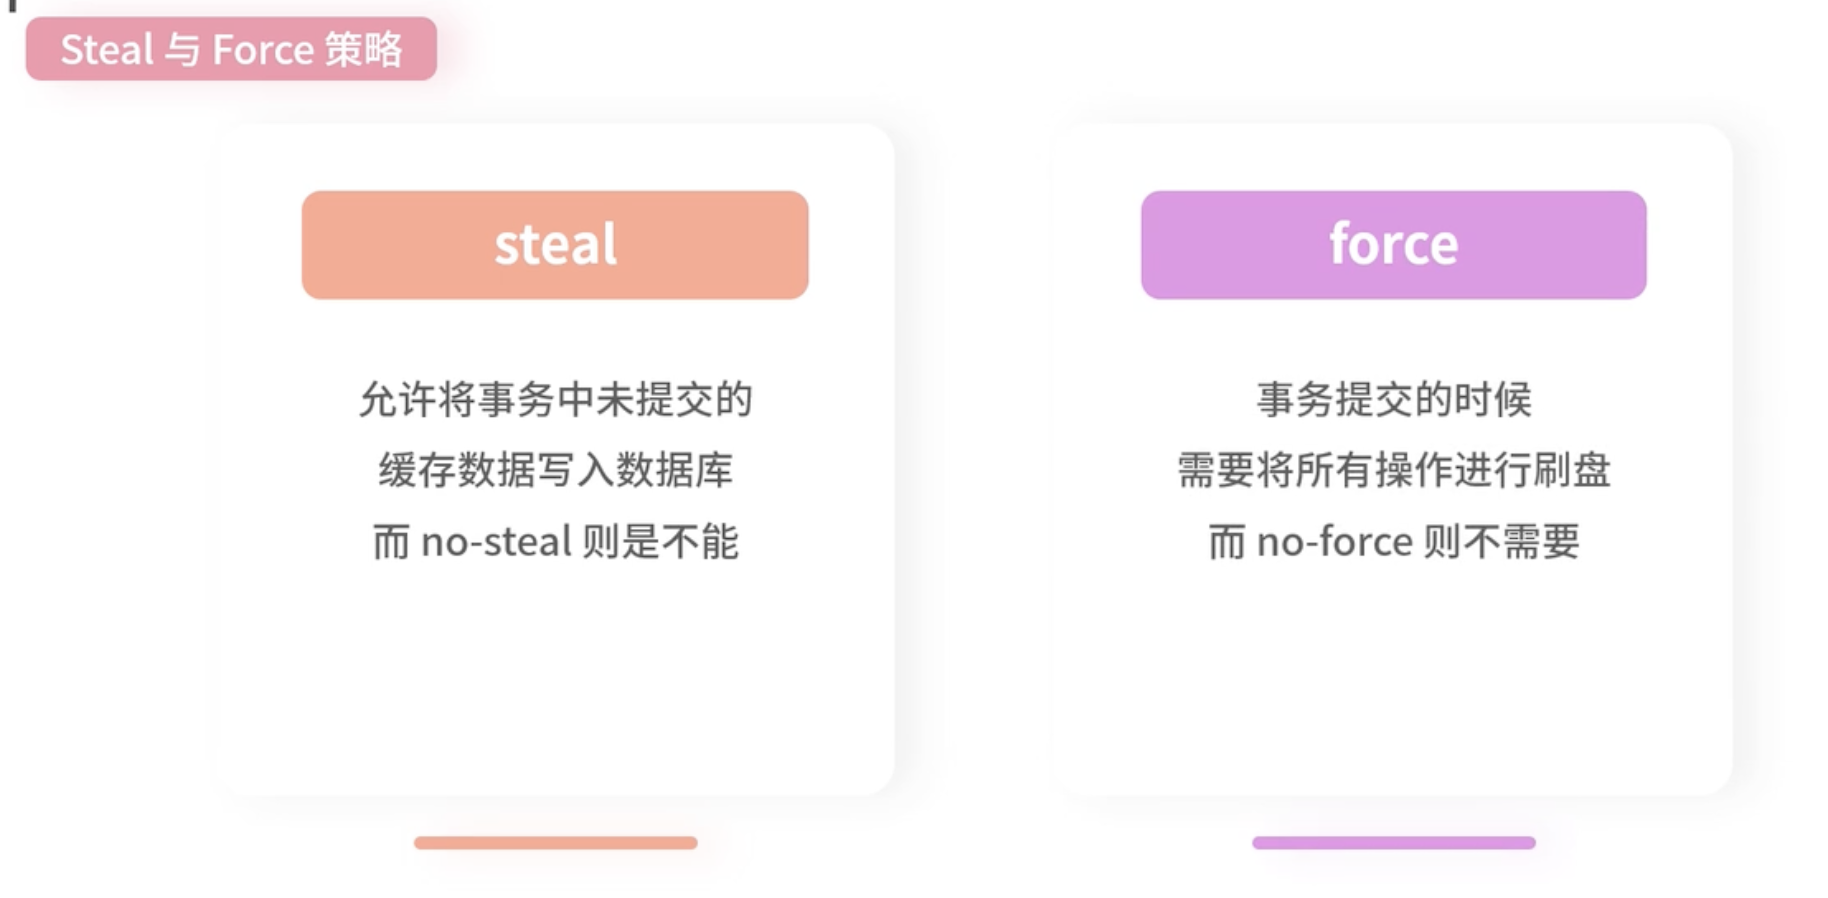 Steal 与 Force 策略
steal
允许将事务中未提交的
缓存数据写入数据库
而 no-steal 则是不能
force
事务提交的时候
需要将所有操作进行刷盘
而 no-force 则不需要